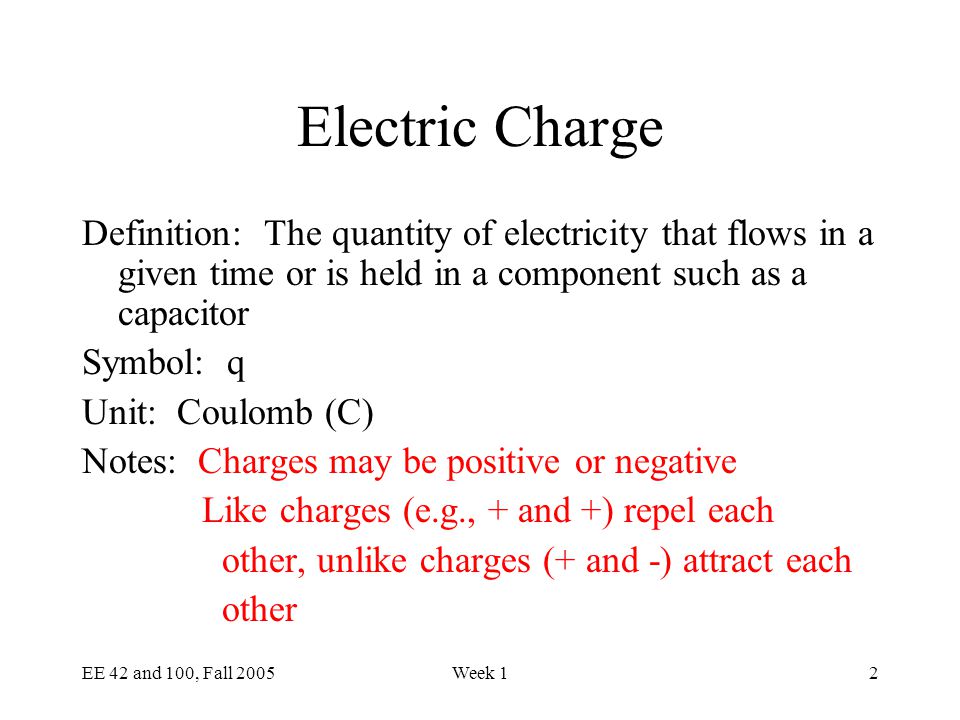 Electric Charge
Definition: The quantity of electricity that flows in a
given time or is held in a component such as a
capacitor
Symbol: q
Unit: Coulomb (C)
Notes: Charges may be positive or negative
Like charges (e.g., + and +) repel each
other, unlike charges (+ and -) attract each
other
EE 42 and 100, Fall 2005 Week 1 2